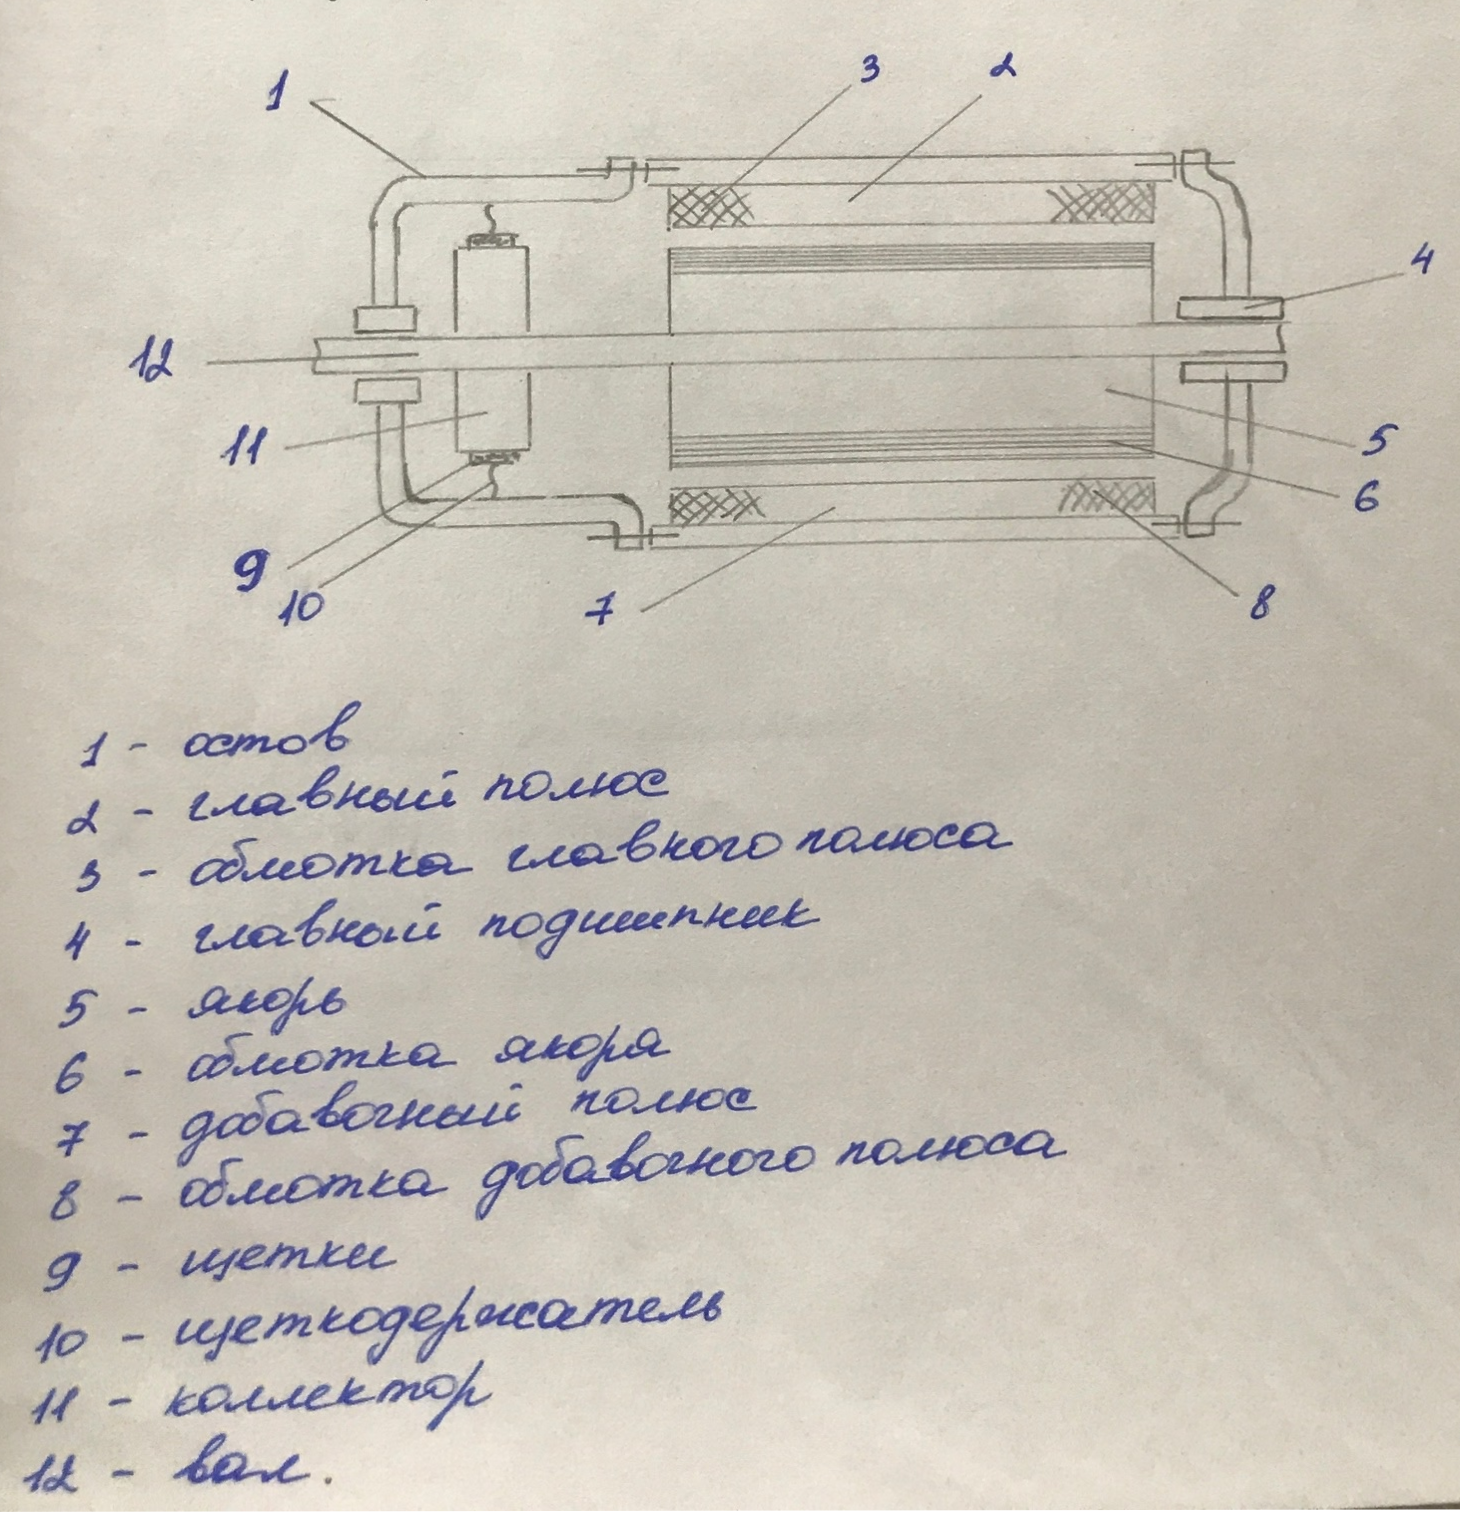 3 2
1
4
12
11
5
6
9
10 7 8
1 - остов
2 - главный полюс
3 - обмотка главного полюса
4 - главный подшипник
5 - якорь
6 - обмотка якоря
7 - добавочный полюс
8 - обмотка добавочного полюса
9 - щетки
10 - щеткодержатель
11 - коллектор
12 - вал.